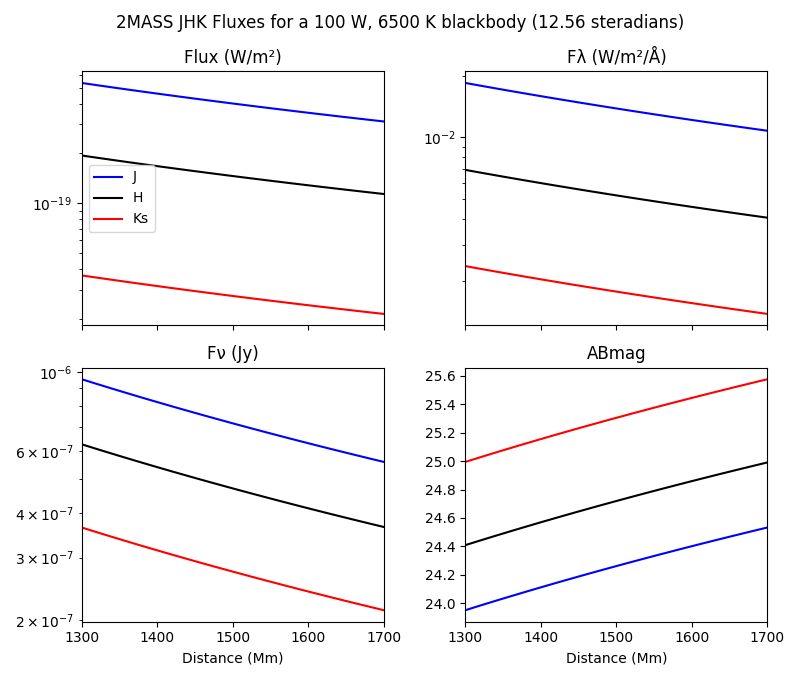 2MASS JHK Fluxes for a 100 W, 6500 K blackbody (12.56 steradians)
Flux (W/m²)
10⁻¹⁹
J
H
Ks
Fλ (W/m²/Å)
10⁻²
Fν (Jy)
10⁻⁶
6×10⁻⁷
4×10⁻⁷
3×10⁻⁷
2×10⁻⁷
1300 1400 1500 1600 1700
Distance (Mm)
ABmag
25.6
25.4
25.2
25.0
24.8
24.6
24.4
24.2
24.0
1300 1400 1500 1600 1700
Distance (Mm)